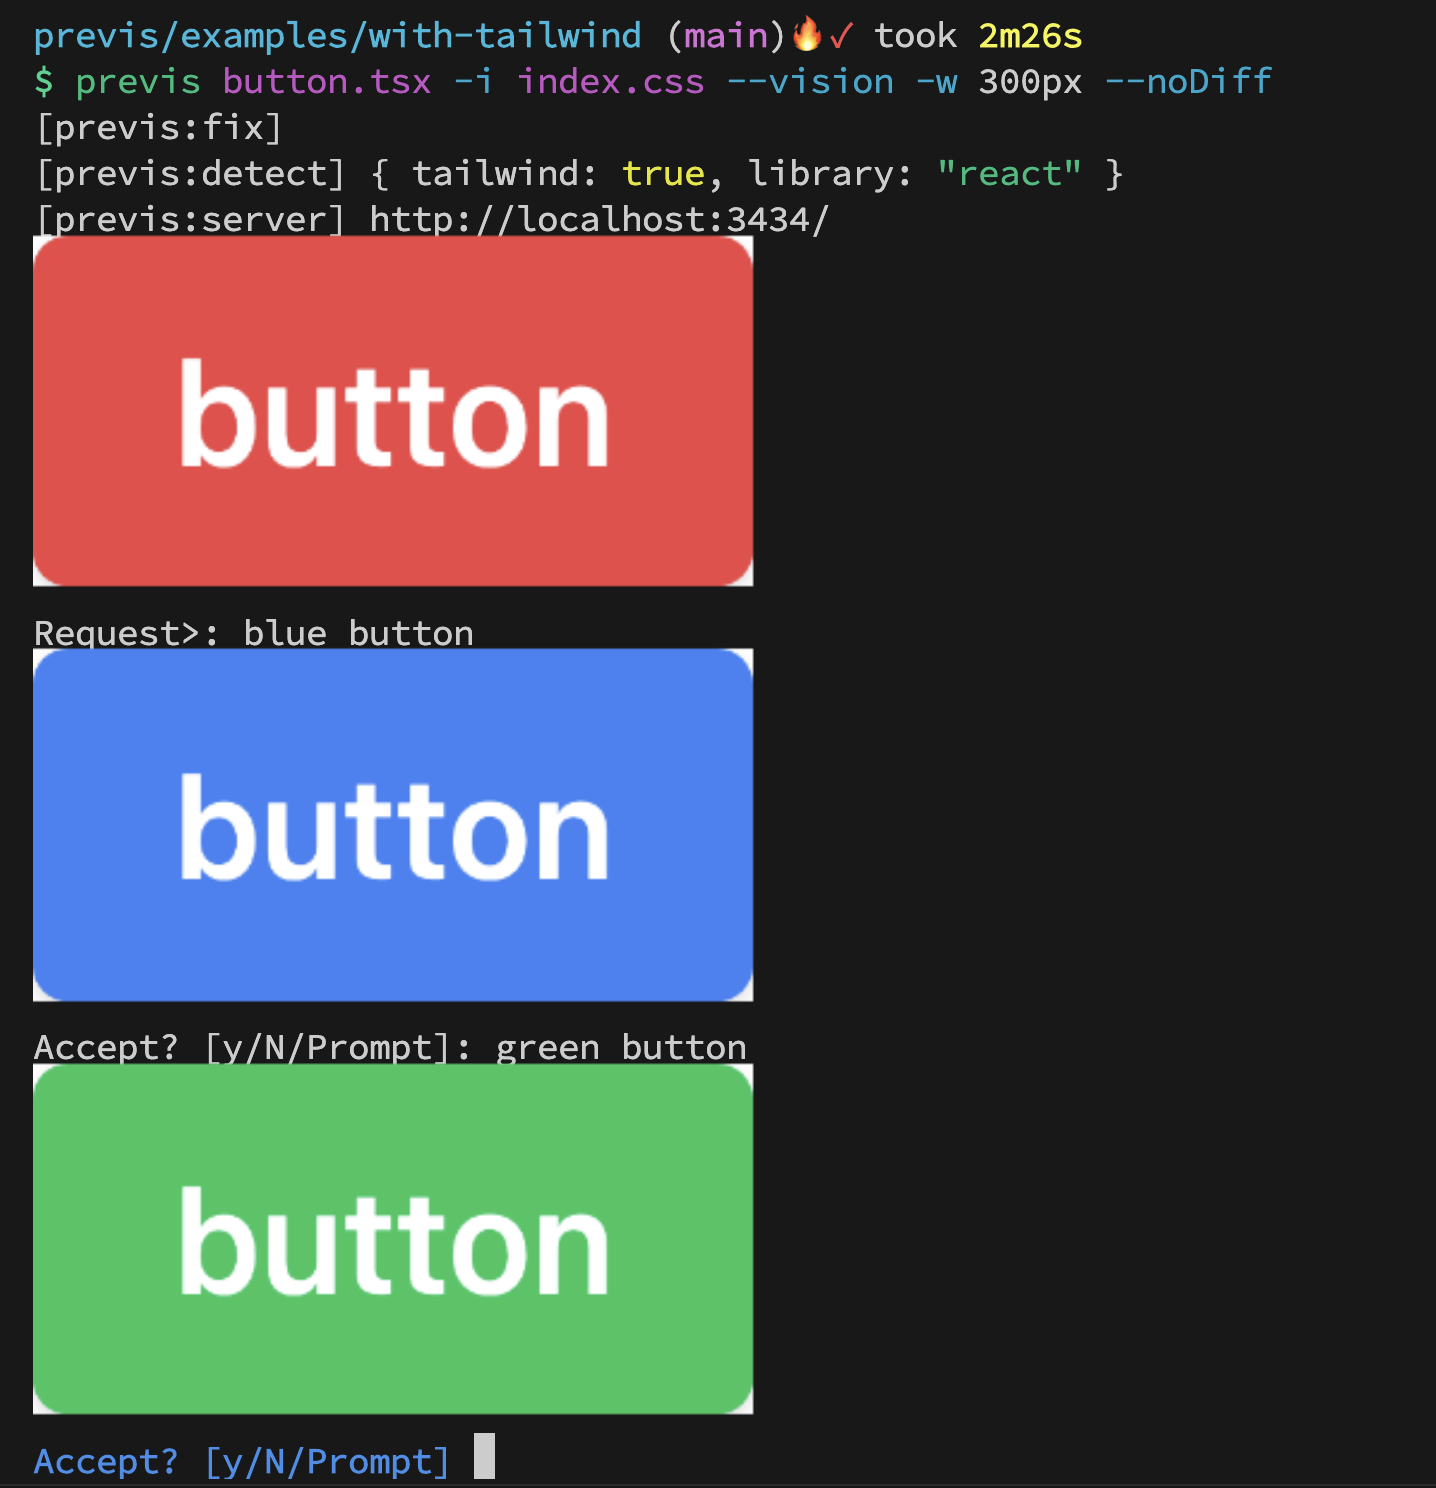 previs/examples/with-tailwind (main)🔥✓ took 2m26s
$ previs button.tsx -i index.css --vision -w 300px --noDiff
[previs:fix]
[previs:detect] { tailwind: true, library: "react" }
[previs:server] http://localhost:3434/
button
Request>: blue button
button
Accept? [y/N/Prompt]: green button
button
Accept? [y/N/Prompt]